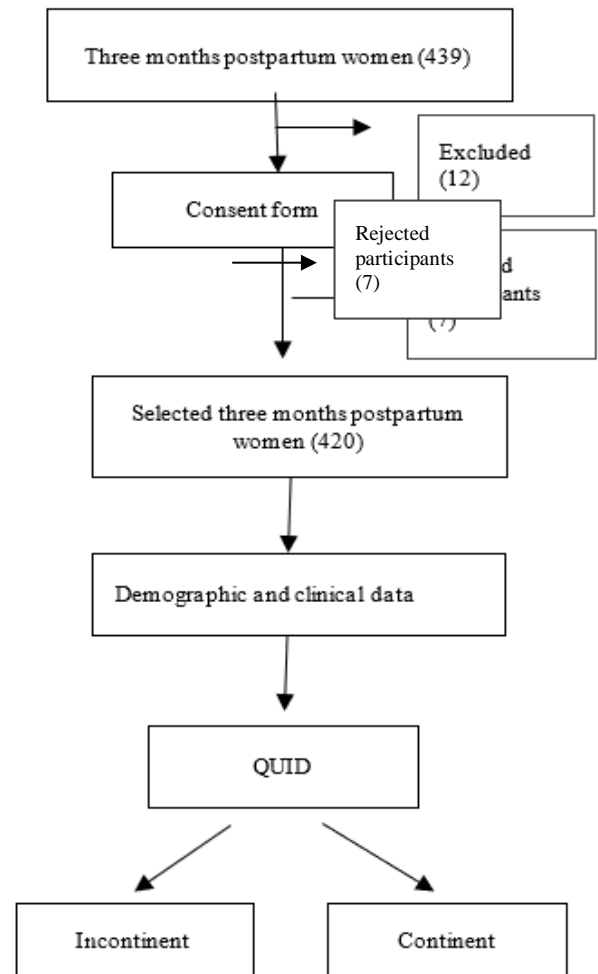 Three months postpartum women (439)
Excluded
(12)
Consent form
Rejected
participants
(7)
Selected three months postpartum
women (420)
Demographic and clinical data
QUID
Incontinent
Continent